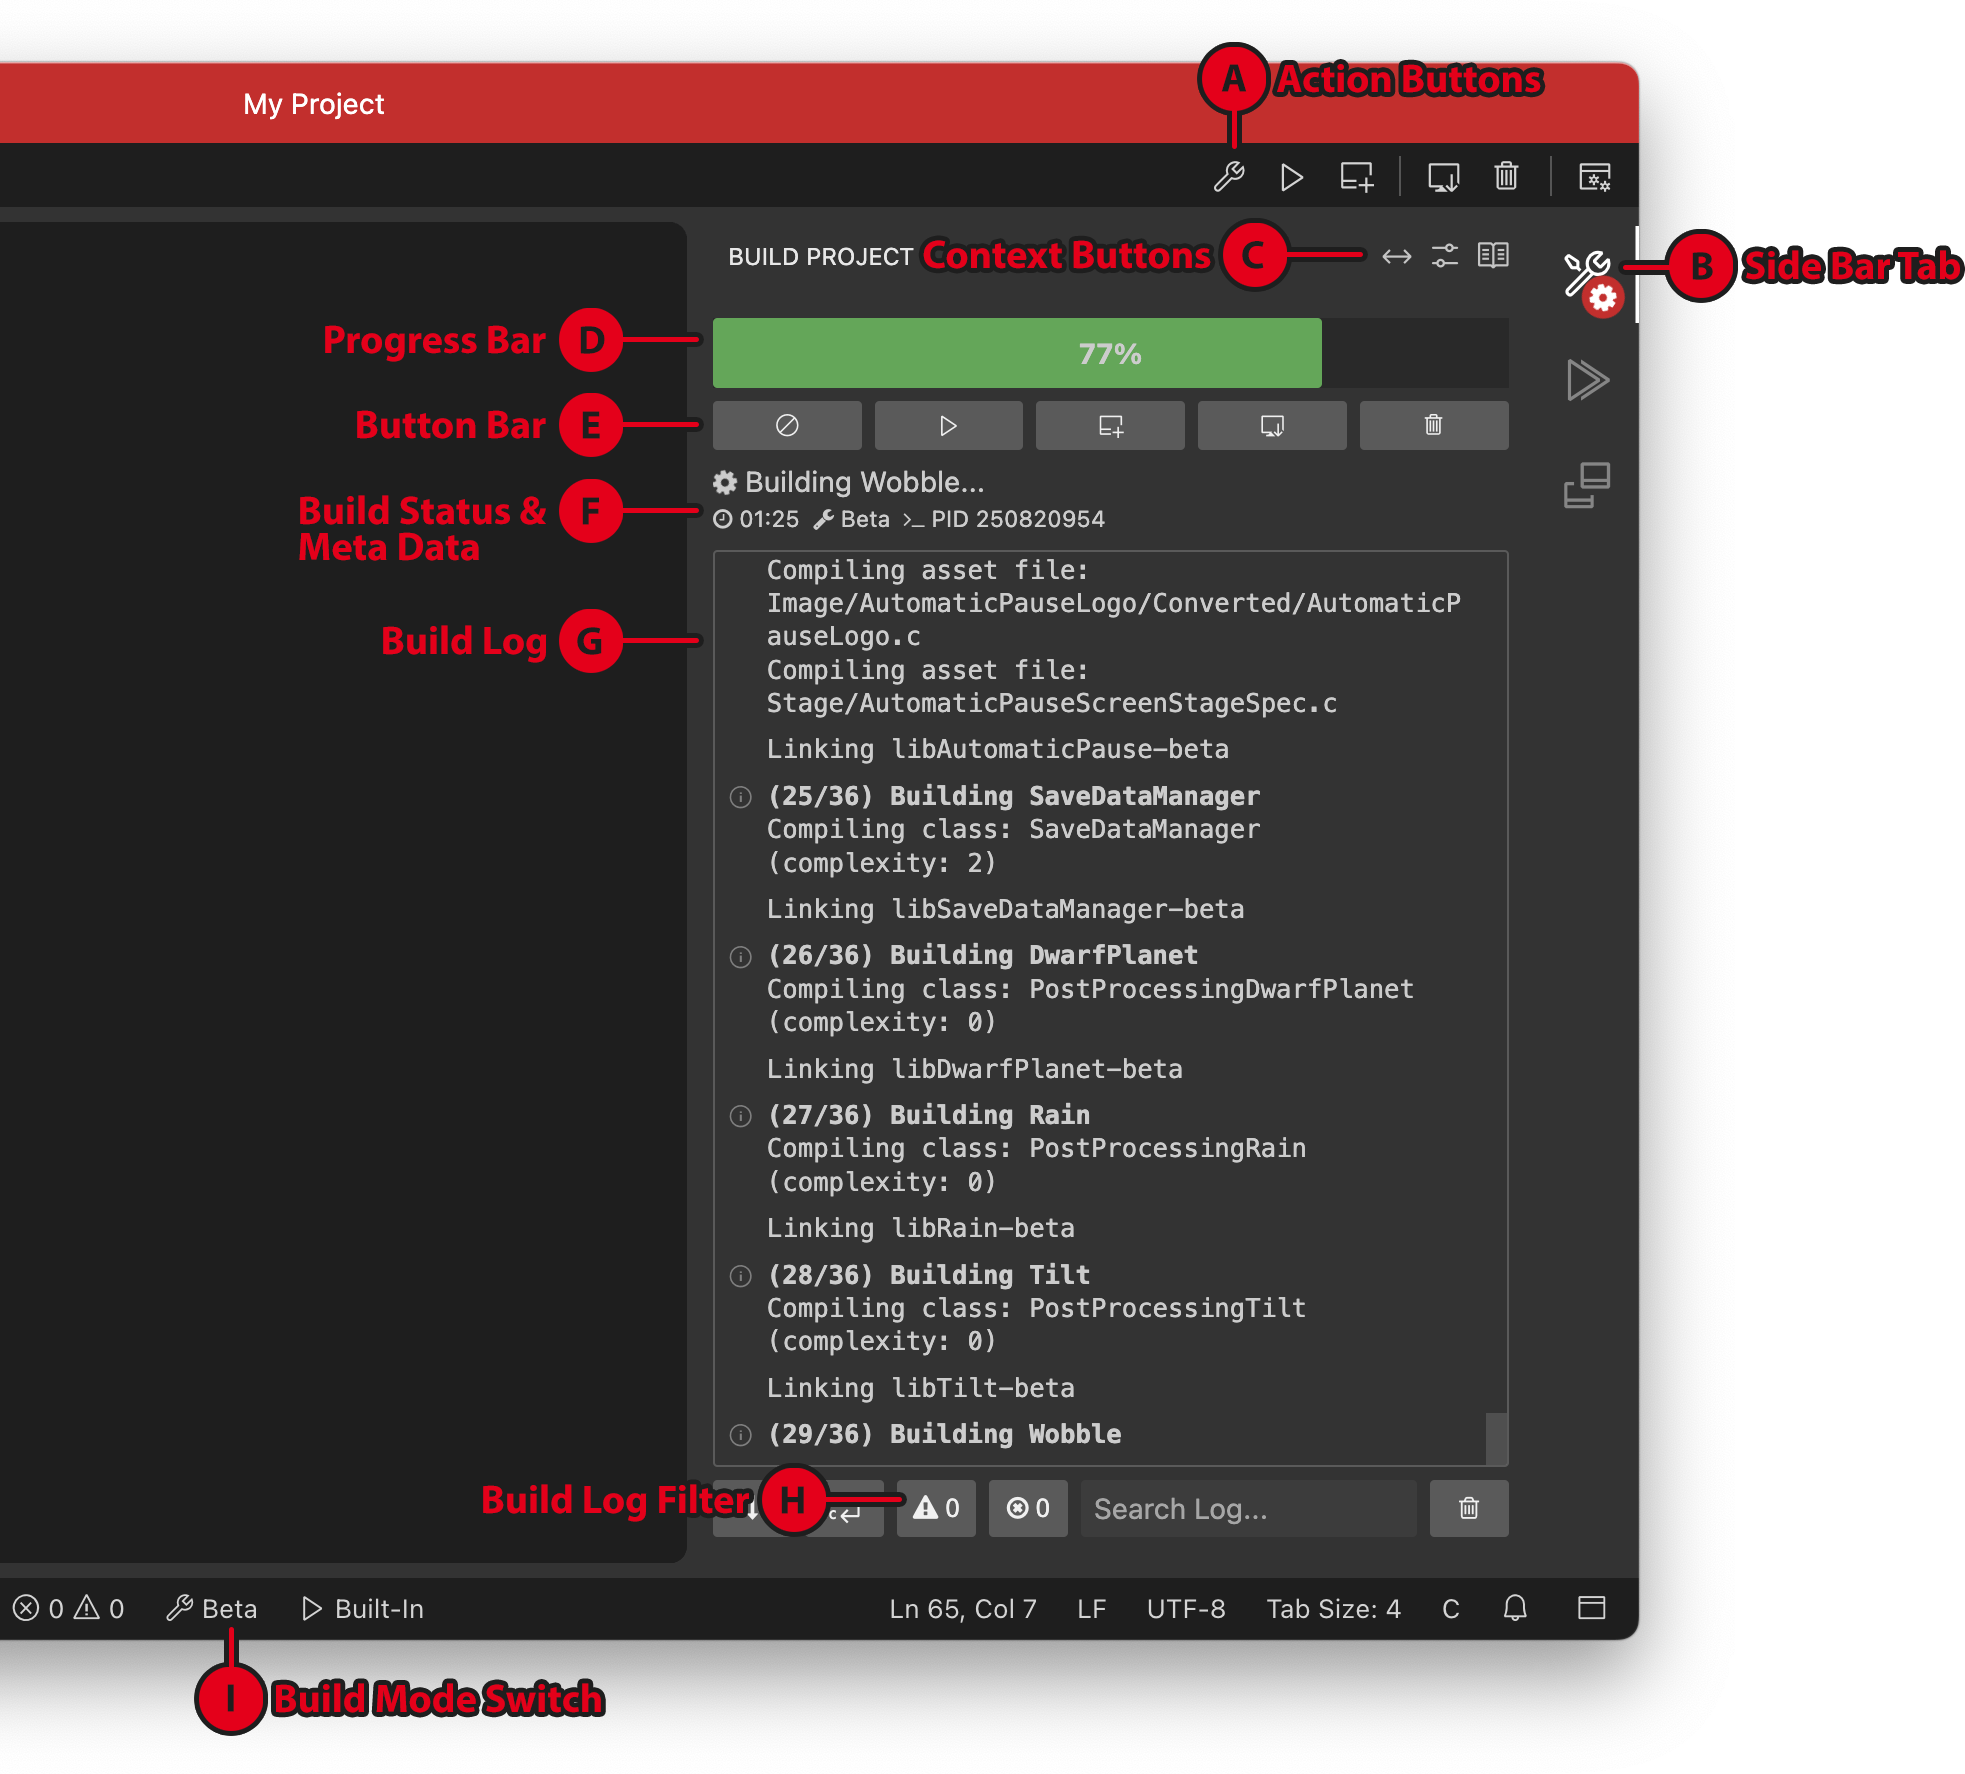 A Action Buttons
My Project
BUILD PROJECT Context Buttons C
B Side Bar Tab
Progress Bar D
77%
Button Bar E
Building Wobble...
Build Status & F
Meta Data
01:25 Beta >_ PID 250820954
Compiling asset file:
Image/AutomaticPauseLogo/Converted/AutomaticP
auseLogo.c
Build Log G
Compiling asset file:
Stage/AutomaticPauseScreenStageSpec.c
Linking libAutomaticPause-beta
(25/36) Building SaveDataManager
Compiling class: SaveDataManager
(complexity: 2)
Linking libSaveDataManager-beta
(26/36) Building DwarfPlanet
Compiling class: PostProcessingDwarfPlanet
(complexity: 0)
Linking libDwarfPlanet-beta
(27/36) Building Rain
Compiling class: PostProcessingRain
(complexity: 0)
Linking libRain-beta
(28/36) Building Tilt
Compiling class: PostProcessingTilt
(complexity: 0)
Linking libTilt-beta
(29/36) Building Wobble
Build Log Filter H
0 0 Search Log...
0 0 Beta Built-In Ln 65, Col 7 LF UTF-8 Tab Size: 4 C
I Build Mode Switch